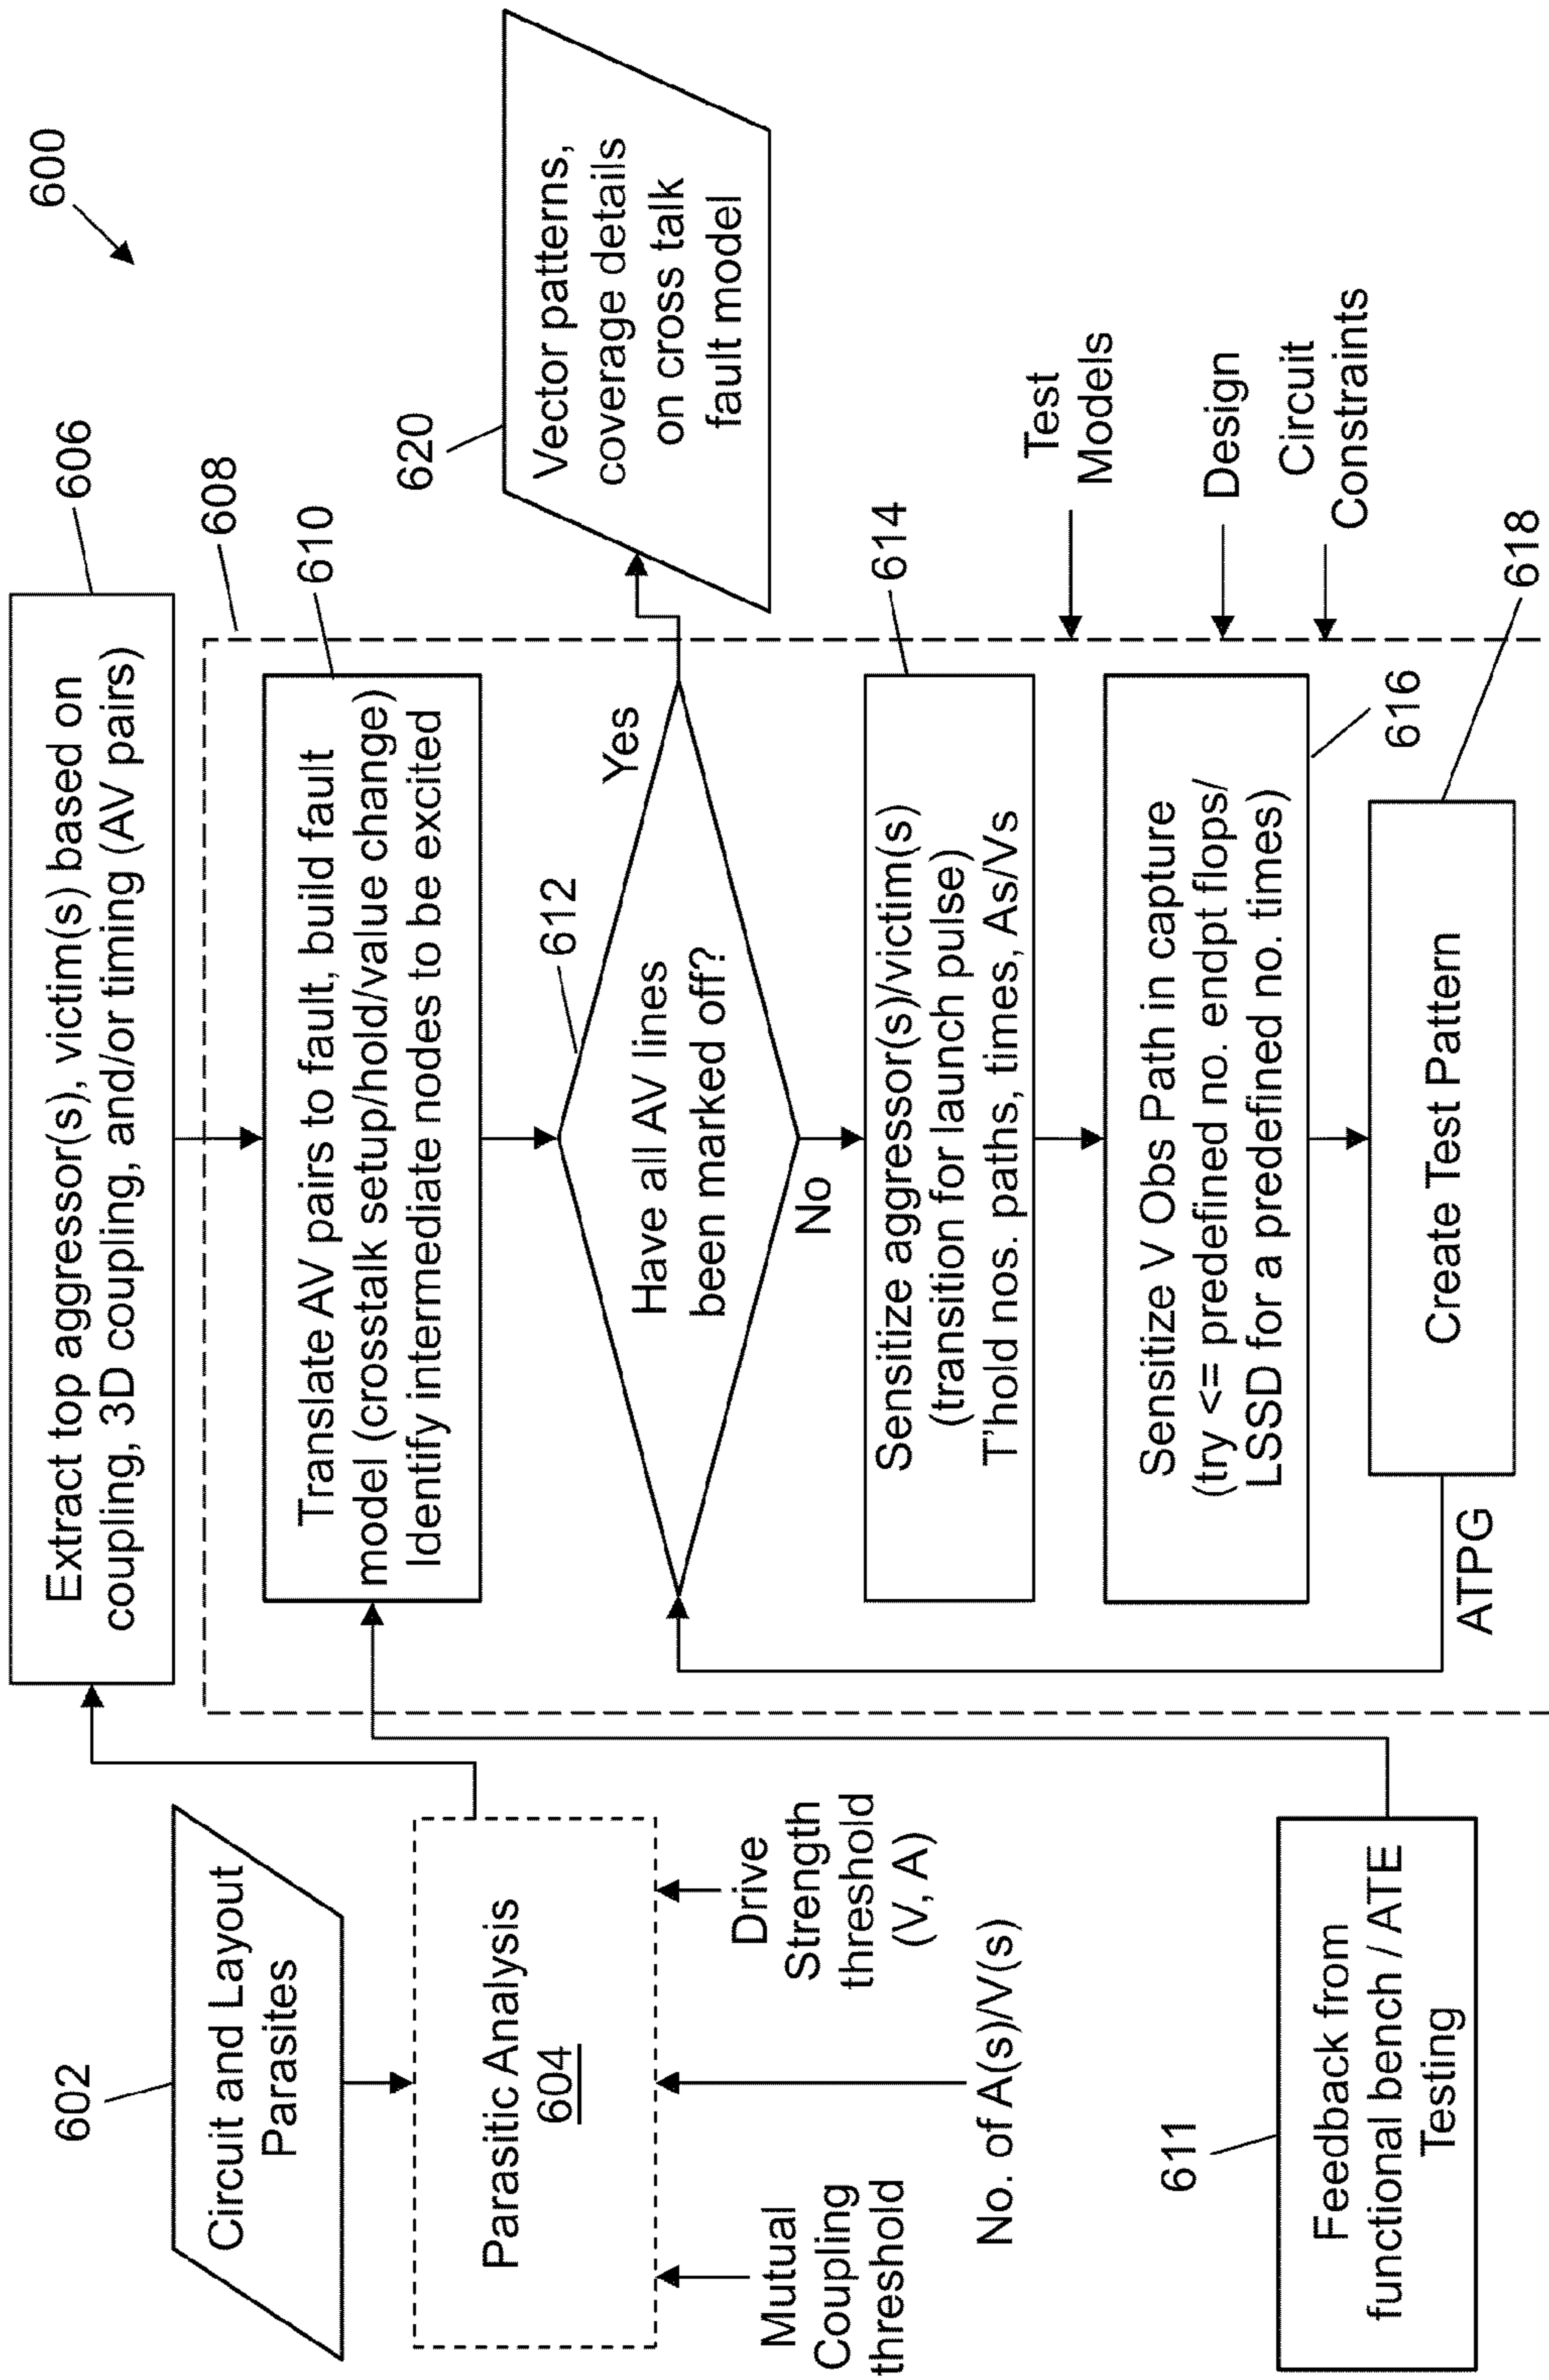 600
602
Circuit and Layout
Parasites
Parasitic Analysis
604
Mutual
Coupling
threshold
No. of A(s)/V(s)
Drive
Strength
threshold
(V, A)
611
Feedback from
functional bench / ATE
Testing
606
Extract top aggressor(s), victim(s) based on
coupling, 3D coupling, and/or timing (AV pairs)
608
610
Translate AV pairs to fault, build fault
model (crosstalk setup/hold/value change)
Identify intermediate nodes to be excited
612
Have all AV lines
been marked off?
Yes
No
620
Vector patterns,
coverage details
on cross talk
fault model
614
Sensitize aggressor(s)/victim(s)
(transition for launch pulse)
T'hold nos. paths, times, As/Vs
616
Sensitize V Obs Path in capture
(try <= predefined no. endpt flops/
LSSD for a predefined no. times)
618
Create Test Pattern
ATPG
Test
Models
Design
Circuit
Constraints